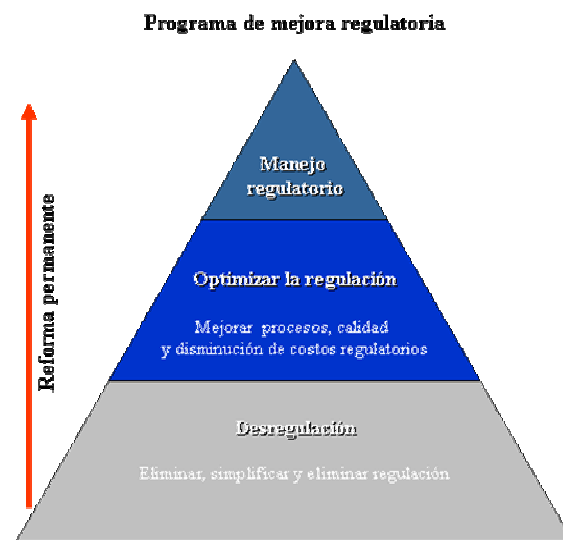 Programa de mejora regulatoria
Manejo
regulatorio
Reforma permanente
Optimizar la regulación
Mejorar procesos, calidad
y disminución de costos regulatorios
Desregulación
Eliminar, simplificar y eliminar regulación